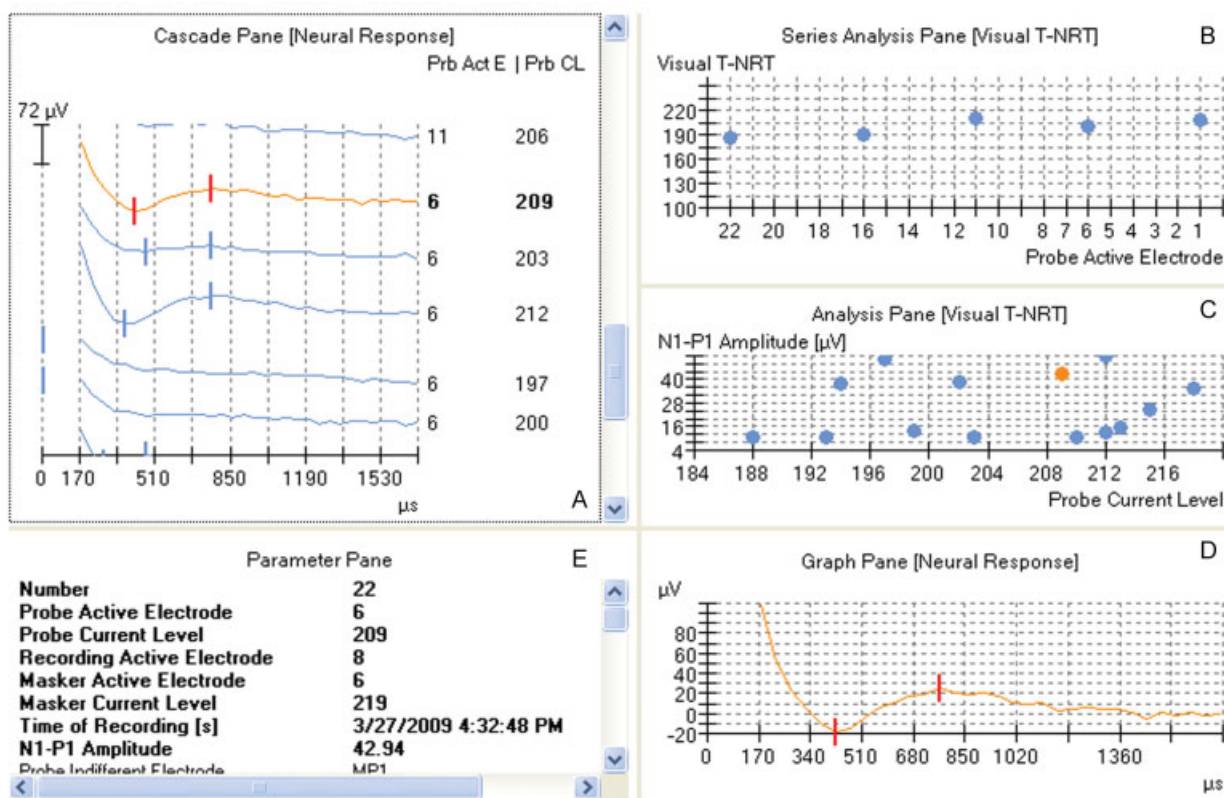 Cascade Pane [Neural Response]
Prb Act E | Prb CL
72 µV
11 206
6 209
6 203
6 212
6 197
6 200
0 170 510 850 1190 1530
µs
A
Series Analysis Pane [Visual T-NRT]
B
Visual T-NRT
220
190
160
130
100
22 20 18 16 14 12 10 8 7 6 5 4 3 2 1
Probe Active Electrode
Analysis Pane [Visual T-NRT]
C
N1-P1 Amplitude [µV]
40
28
16
4
184 188 192 196 200 204 208 212 216
Probe Current Level
Parameter Pane
E
Number 22
Probe Active Electrode 6
Probe Current Level 209
Recording Active Electrode 8
Masker Active Electrode 6
Masker Current Level 219
Time of Recording [s] 3/27/2009 4:32:48 PM
N1-P1 Amplitude 42.94
Probe Indifferent Electrode MP1
Graph Pane [Neural Response]
D
µV
80
60
40
20
0
-20
0 170 340 510 680 850 1020 1360
µs